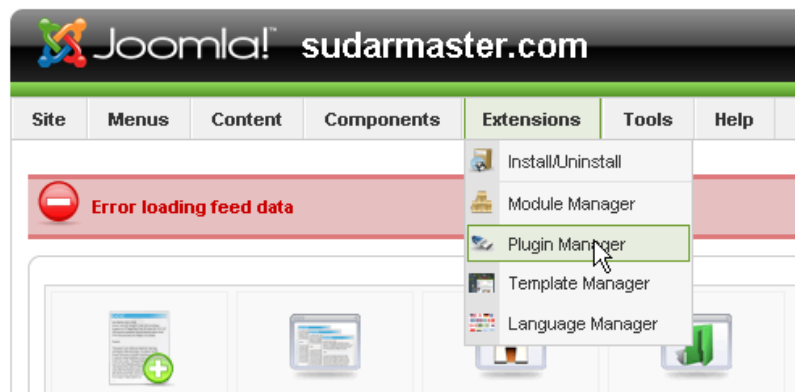 Joomla!™ sudarmaster.com
Site Menus Content Components Extensions Tools Help
Install/Uninstall
Error loading feed data
Module Manager
Plugin Manager
Template Manager
Language Manager